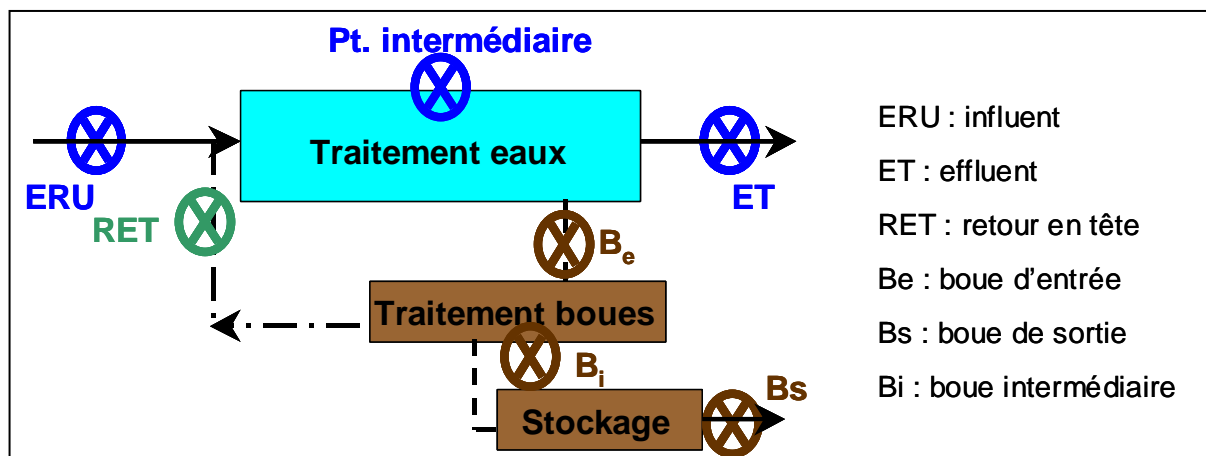 Pt. intermédiaire
Traitement eaux
ERU
ET
RET
Be
Traitement boues
Bi
Bs
Stockage
ERU : influent
ET : effluent
RET : retour en tête
Be : boue d'entrée
Bs : boue de sortie
Bi : boue intermédiaire